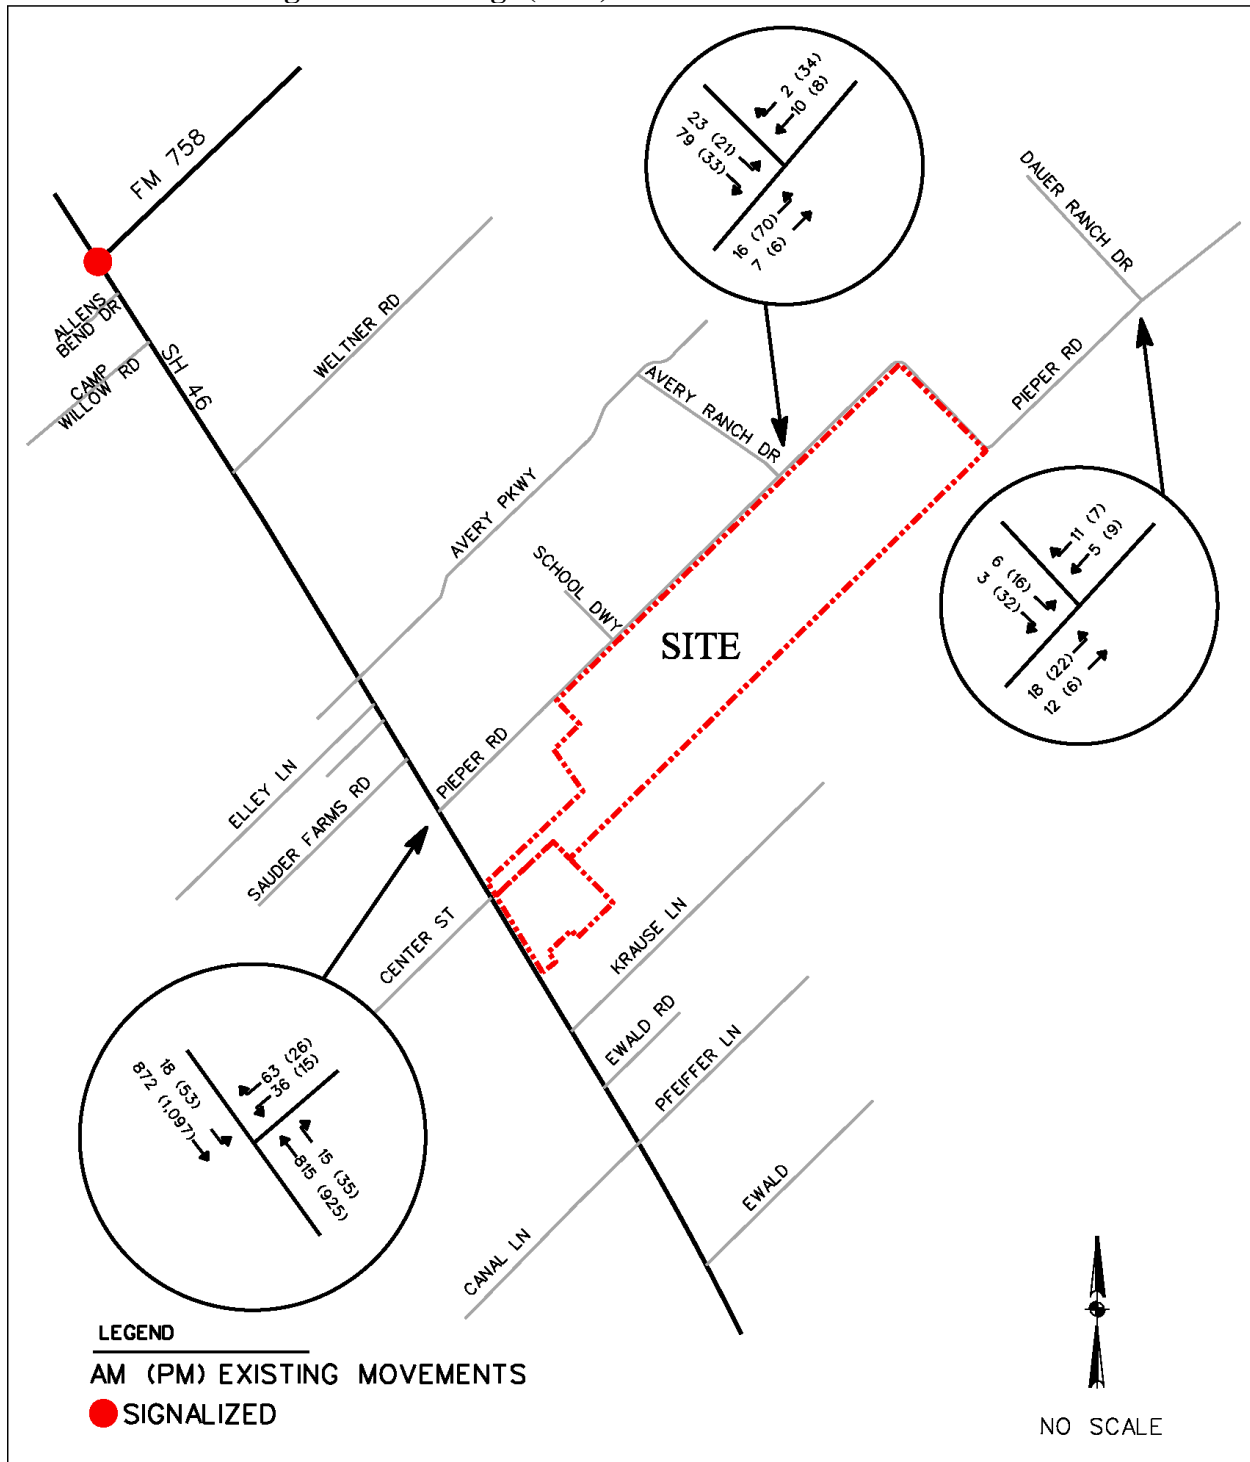 FM 758
2 (34)
10 (8)
23 (21)
79 (33)
16 (70)
7 (6)
DAUER RANCH DR
ALLENS
BEND DR
CAMP
WILLOW RD
SH 46
WELTNER RD
AVERY RANCH DR
PIEPER RD
AVERY PKWY
SCHOOL DWY
SITE
11 (7)
5 (9)
6 (16)
3 (32)
18 (22)
12 (6)
ELLEY LN
SAUDER FARMS RD
PIEPER RD
CENTER ST
KRAUSE LN
EWALD RD
PFEIFFER LN
EWALD
CANAL LN
63 (26)
36 (15)
18 (53)
872 (1,097)
15 (35)
815 (925)
LEGEND
AM (PM) EXISTING MOVEMENTS
SIGNALIZED
NO SCALE